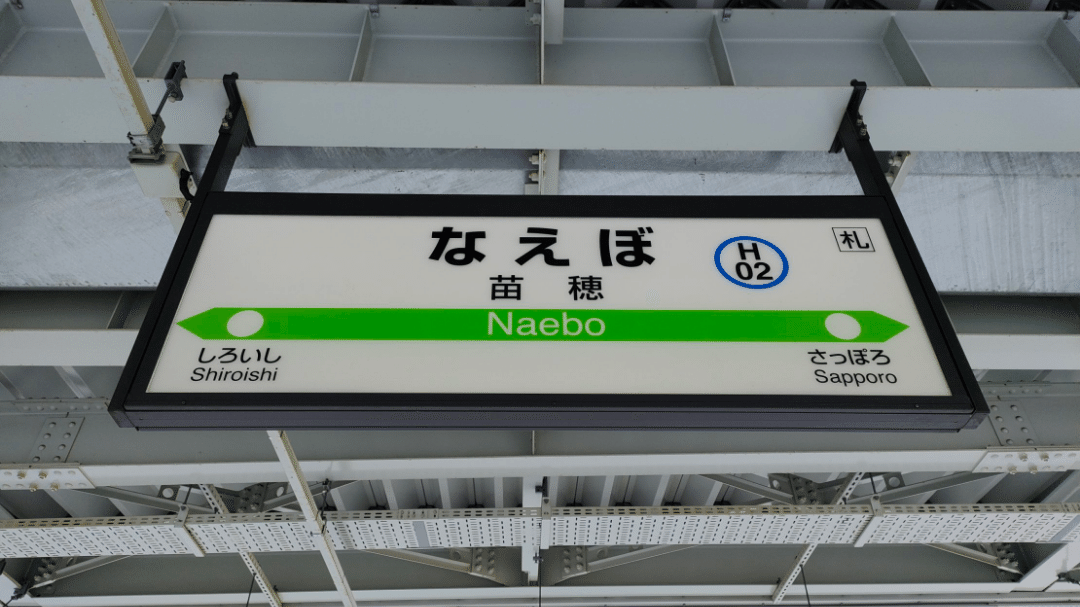 なえぼ
H
02
札
苗穂
Naebo
しろいし
Shiroishi
さっぽろ
Sapporo